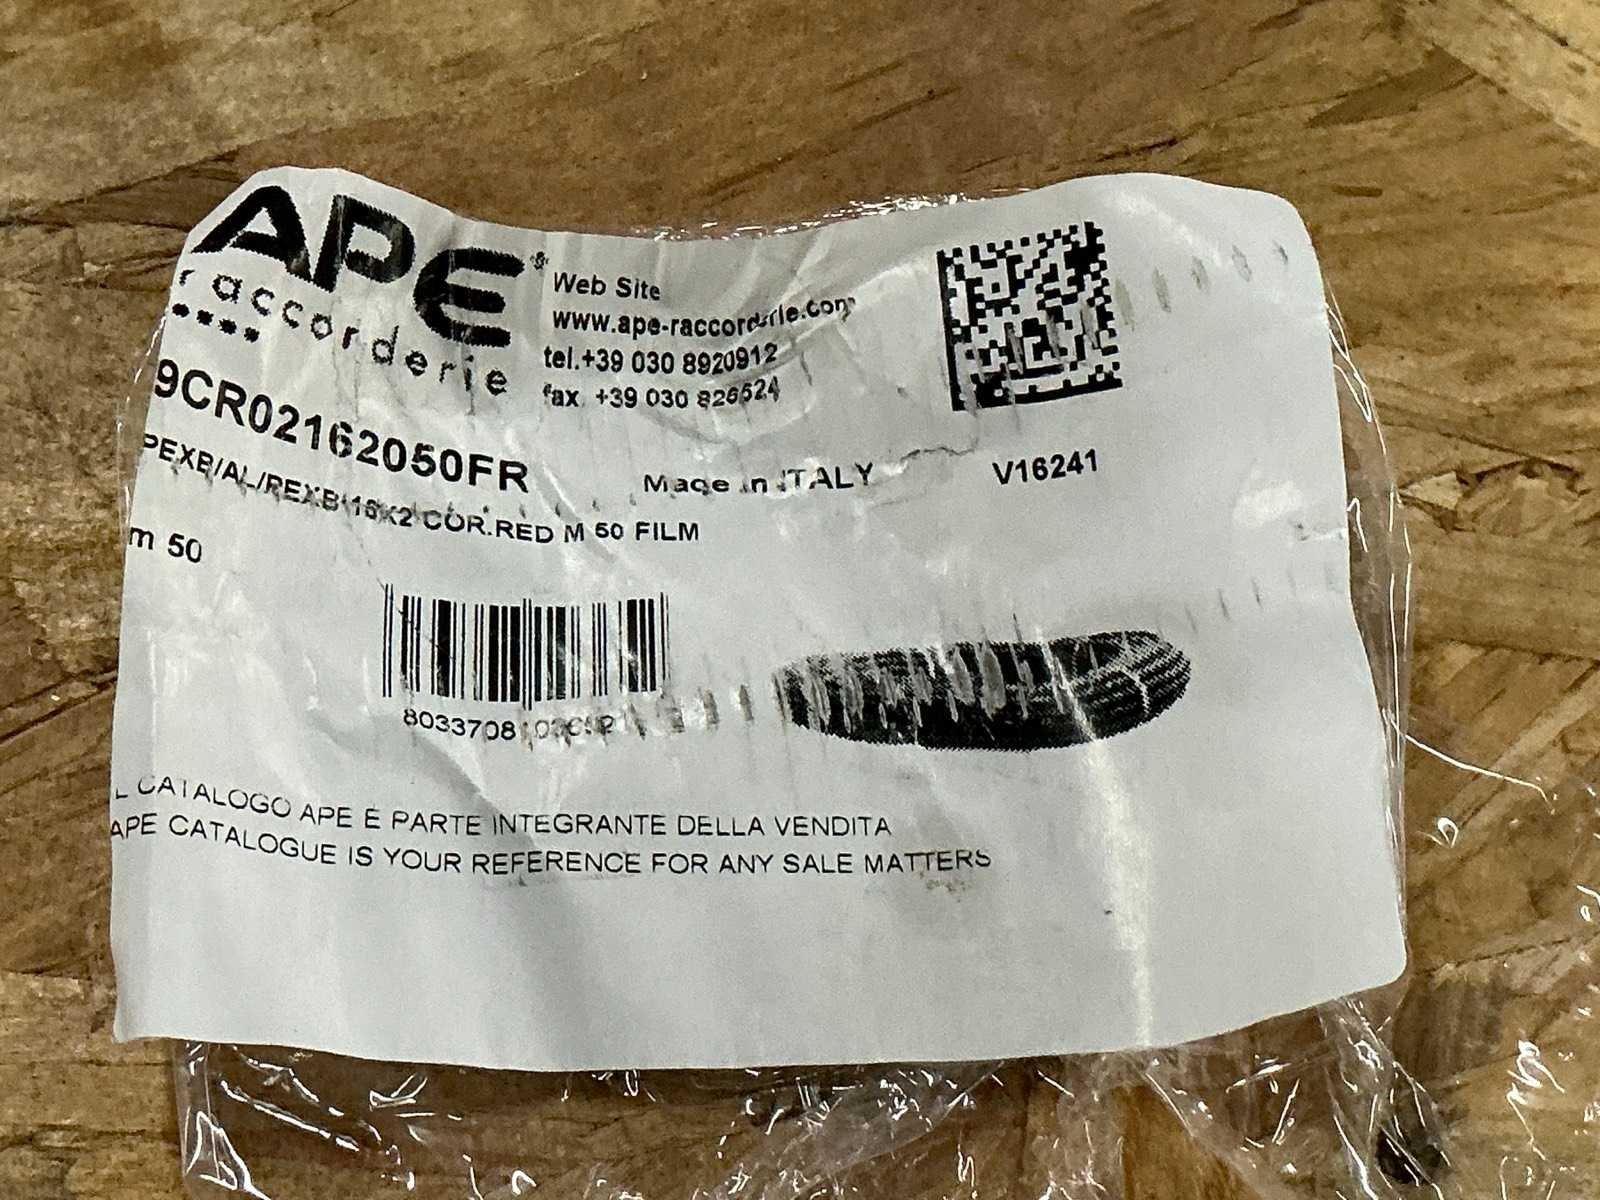 APE
raccorderie
Web Site
www.ape-raccorderie.com
tel.+39 030 8920912
fax. +39 030 826524
9CR02162050FR
PEXB/AL/PEXB 16X2 COR.RED M 50 FILM
Made in ITALY
V16241
m 50
8033708
IL CATALOGO APE È PARTE INTEGRANTE DELLA VENDITA
APE CATALOGUE IS YOUR REFERENCE FOR ANY SALE MATTERS